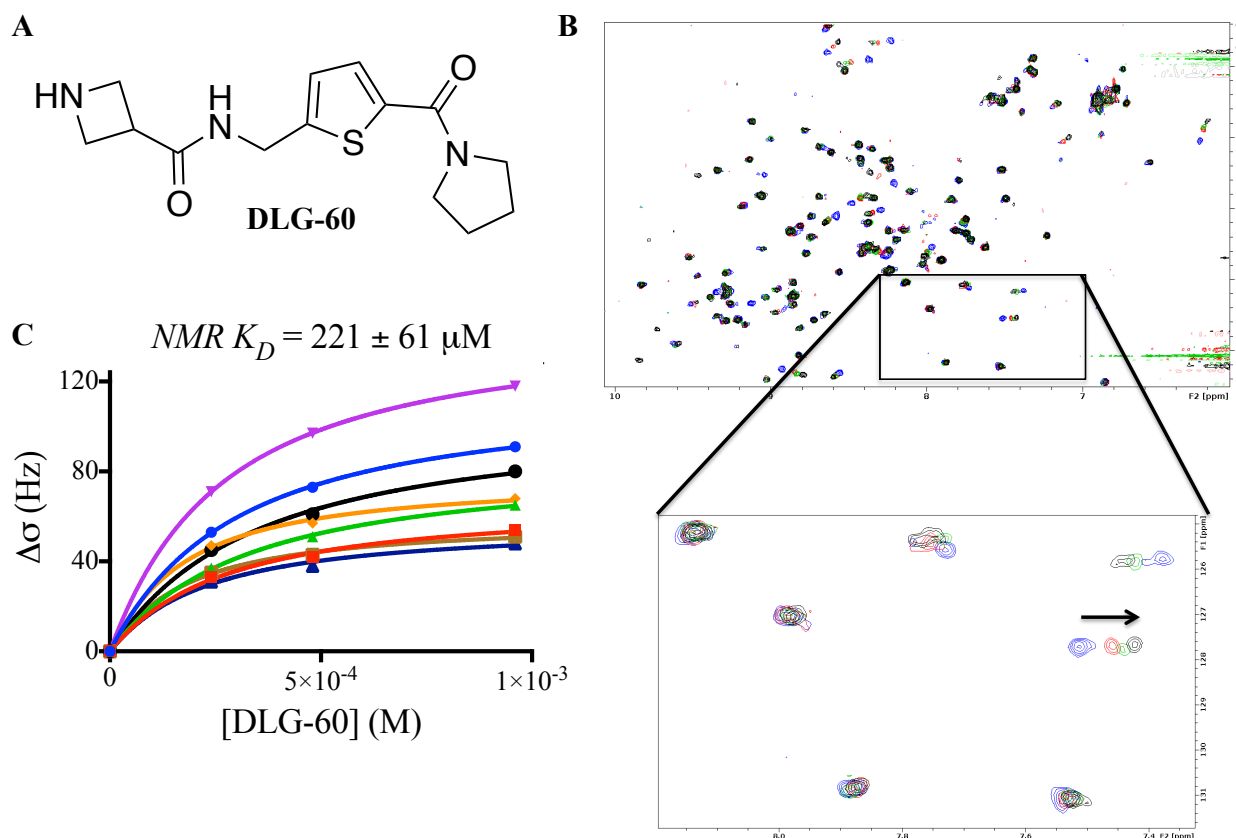 A
HN
H
N
O
S
O
N
DLG-60
B
10
9
8
7
F2 [ppm]
C
NMR K_D = 221 ± 61 μM
120
80
40
0
Δσ (Hz)
0
5×10⁻⁴
1×10⁻³
[DLG-60] (M)
F1 [ppm]
126
127
128
129
130
131
8.0
7.8
7.6
7.4
F2 [ppm]